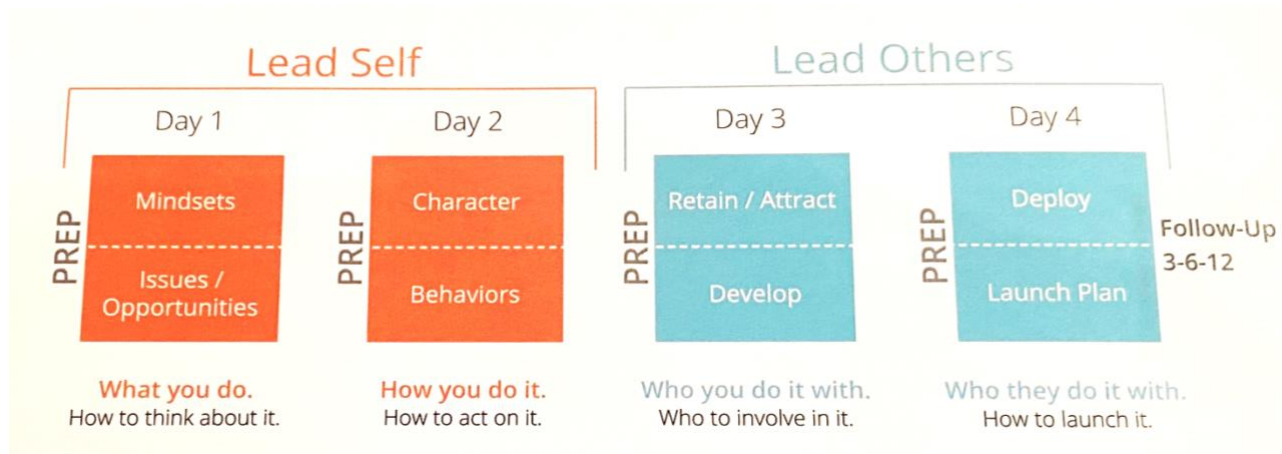 Lead Self
Lead Others
Day 1
Day 2
Day 3
Day 4
PREP
Mindsets
Issues /
Opportunities
PREP
Character
Behaviors
PREP
Retain / Attract
Develop
PREP
Deploy
Launch Plan
Follow-Up
3-6-12
What you do.
How to think about it.
How you do it.
How to act on it.
Who you do it with.
Who to involve in it.
Who they do it with.
How to launch it.